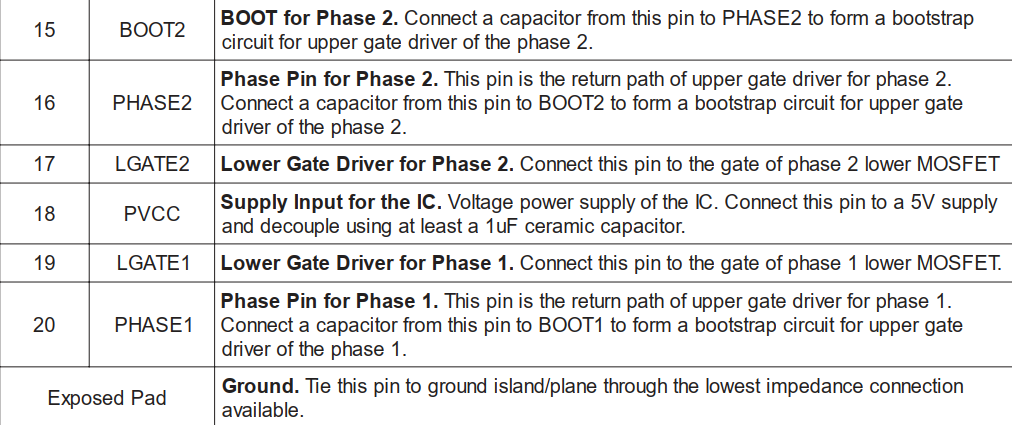 15 BOOT2 BOOT for Phase 2. Connect a capacitor from this pin to PHASE2 to form a bootstrap
circuit for upper gate driver of the phase 2.
16 PHASE2 Phase Pin for Phase 2. This pin is the return path of upper gate driver for phase 2.
Connect a capacitor from this pin to BOOT2 to form a bootstrap circuit for upper gate
driver of the phase 2.
17 LGATE2 Lower Gate Driver for Phase 2. Connect this pin to the gate of phase 2 lower MOSFET
18 PVCC Supply Input for the IC. Voltage power supply of the IC. Connect this pin to a 5V supply
and decouple using at least a 1uF ceramic capacitor.
19 LGATE1 Lower Gate Driver for Phase 1. Connect this pin to the gate of phase 1 lower MOSFET.
20 PHASE1 Phase Pin for Phase 1. This pin is the return path of upper gate driver for phase 1.
Connect a capacitor from this pin to BOOT1 to form a bootstrap circuit for upper gate
driver of the phase 1.
Exposed Pad Ground. Tie this pin to ground island/plane through the lowest impedance connection
available.